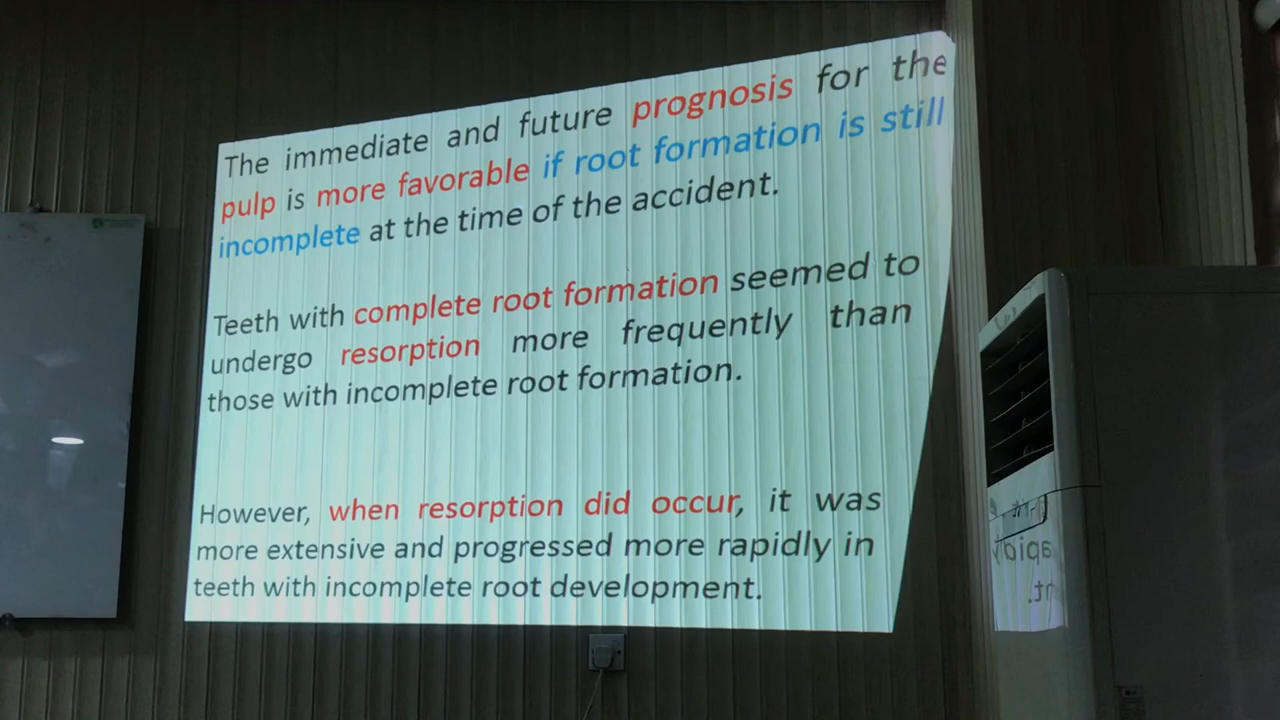 The immediate and future prognosis for the
pulp is more favorable if root formation is still
incomplete at the time of the accident.
Teeth with complete root formation seemed to
undergo resorption more frequently than
those with incomplete root formation.
However, when resorption did occur, it was
more extensive and progressed more rapidly in
teeth with incomplete root development.